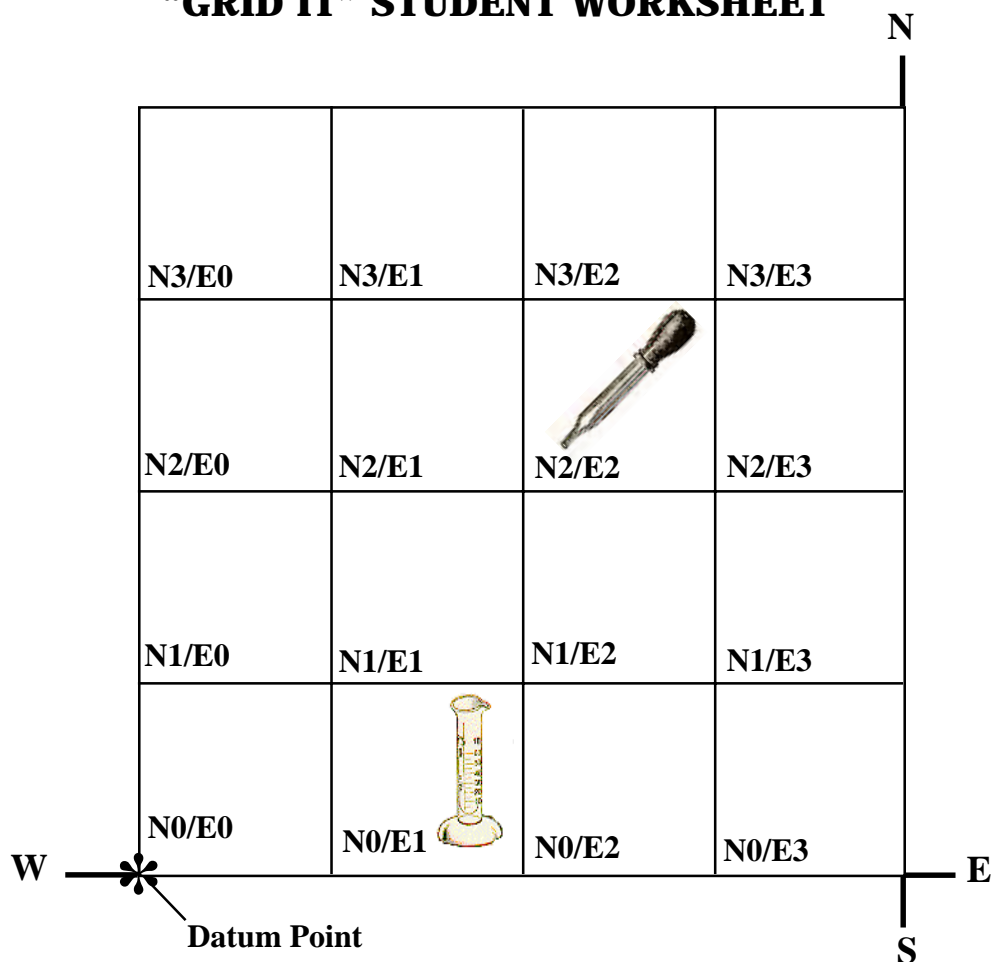 "GRID IT" STUDENT WORKSHEET
N
N3/E0 N3/E1 N3/E2 N3/E3
N2/E0 N2/E1 N2/E2 N2/E3
N1/E0 N1/E1 N1/E2 N1/E3
N0/E0 N0/E1 N0/E2 N0/E3
W E
Datum Point
S